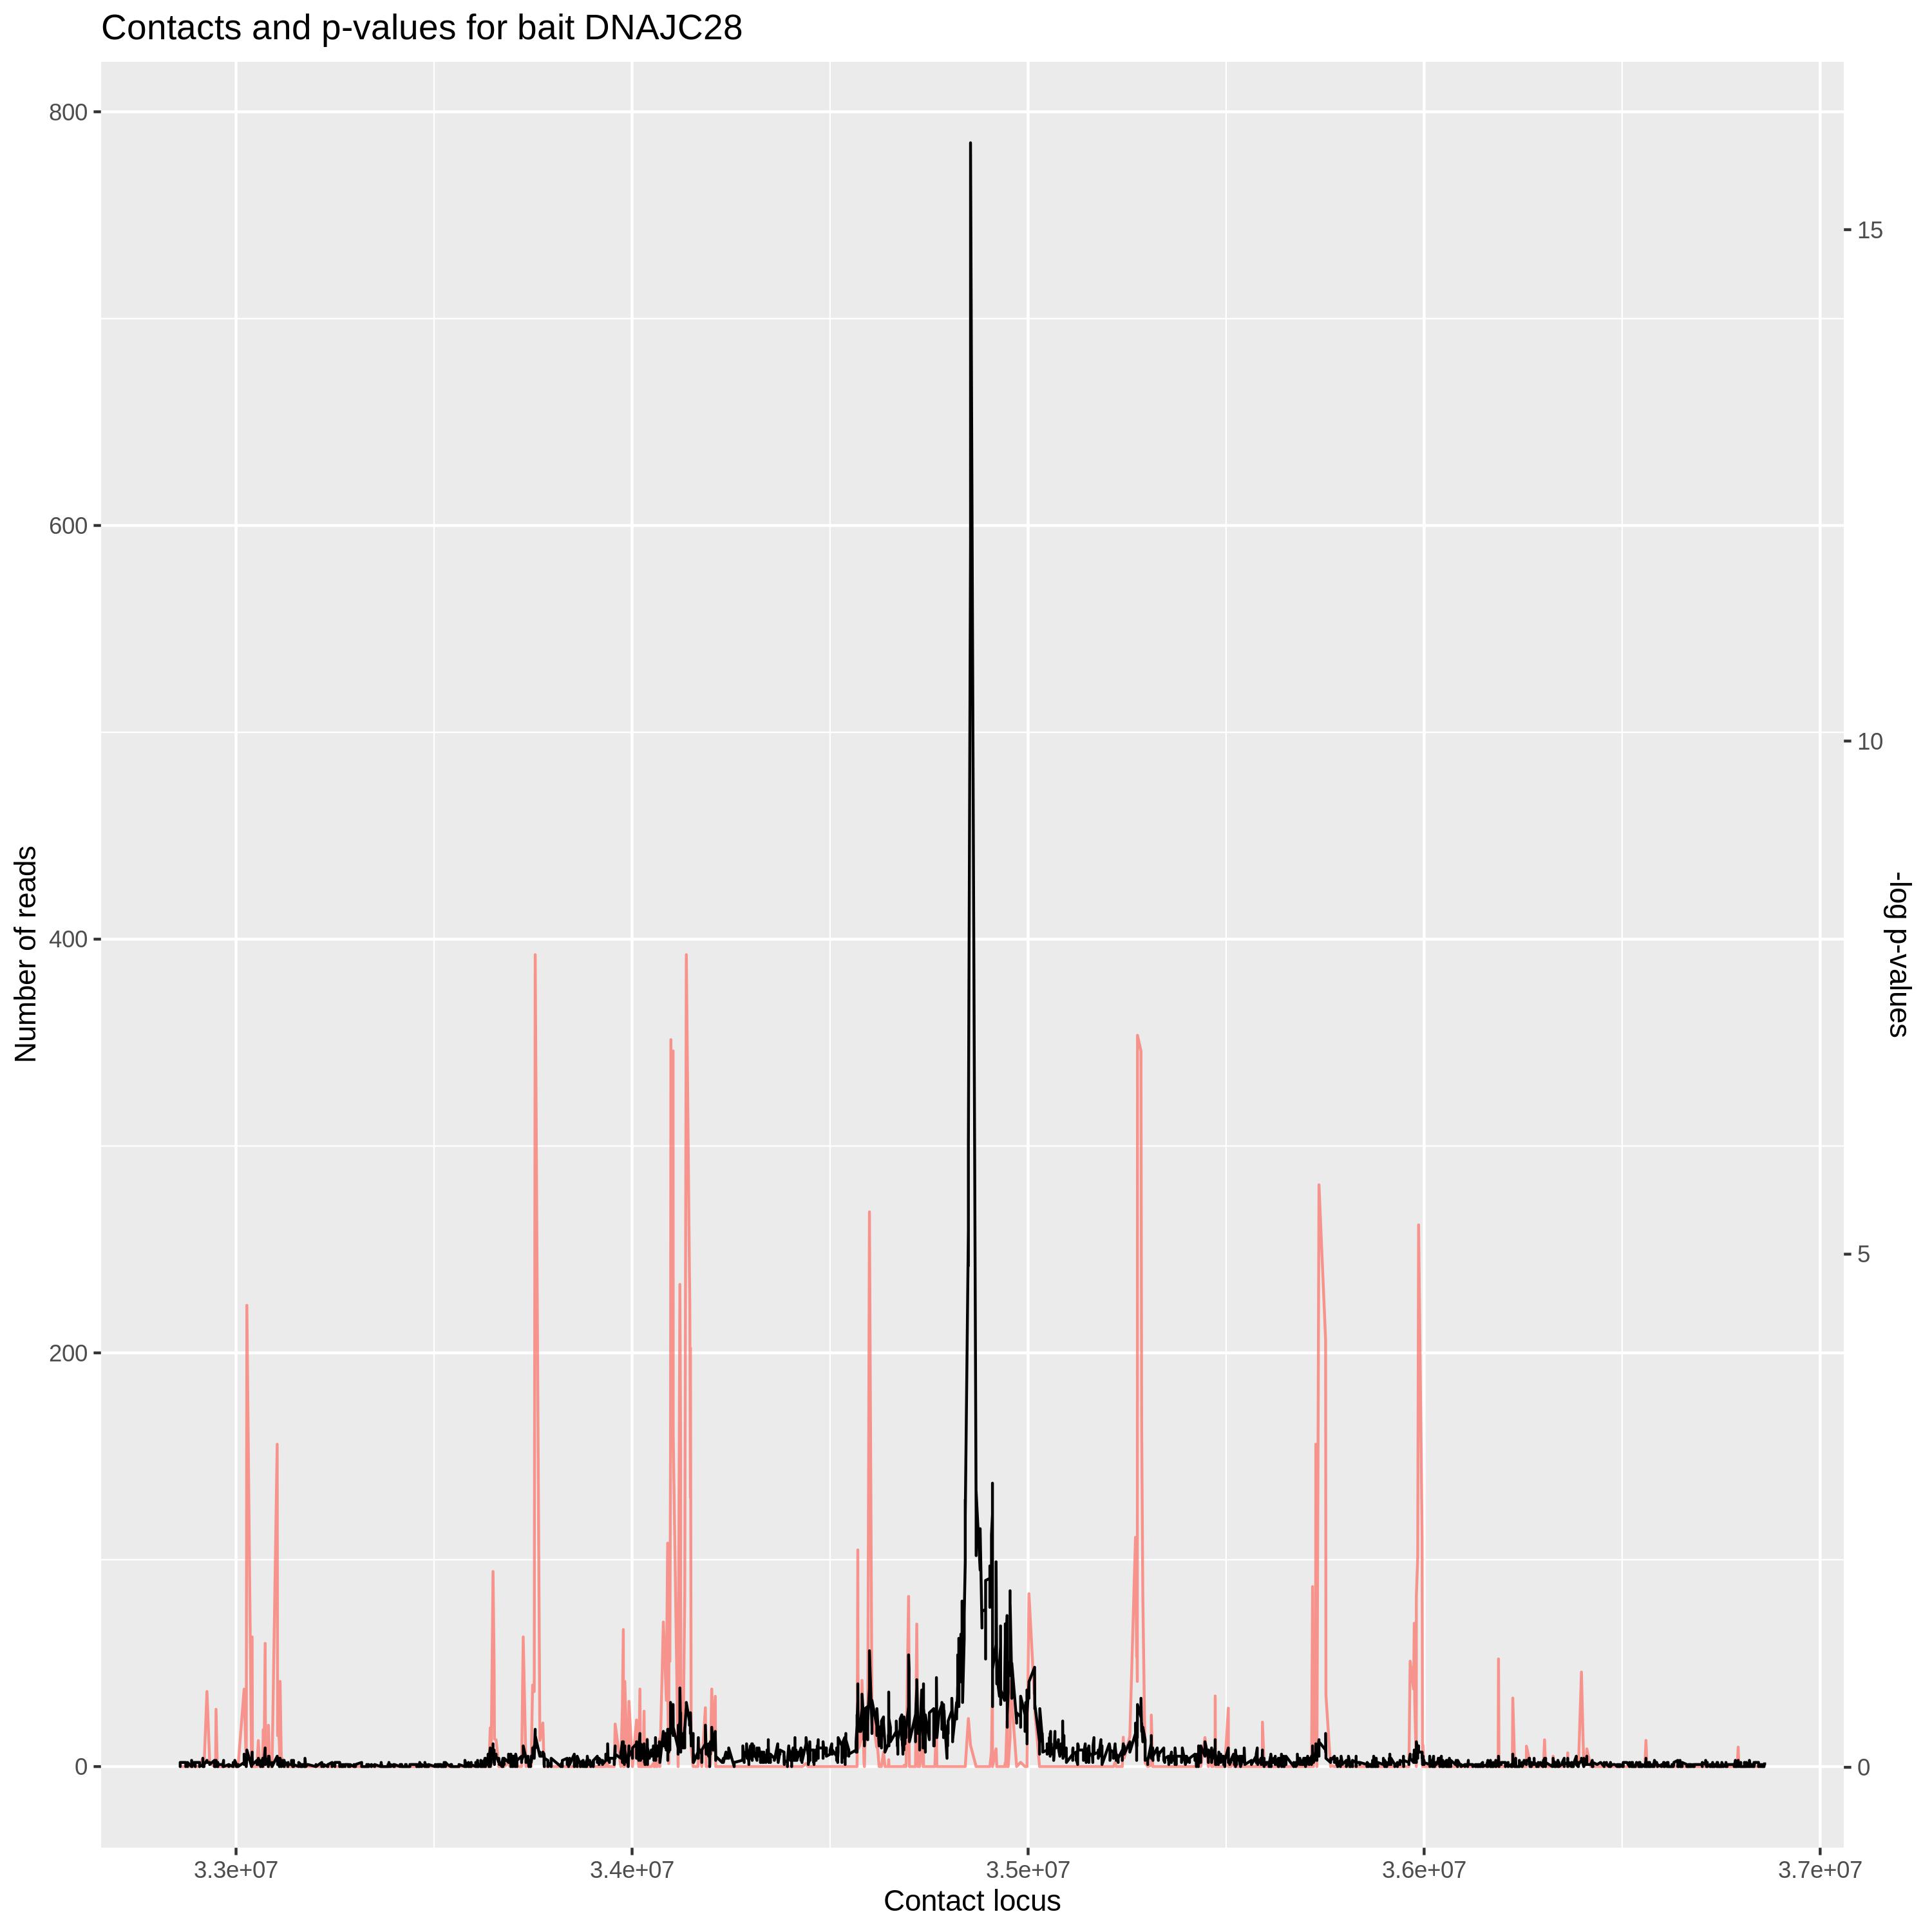 Contacts and p-values for bait DNAJC28
800
600
400
200
0
Number of reads
15
10
5
0
-log p-values
3.3e+07
3.4e+07
3.5e+07
3.6e+07
3.7e+07
Contact locus